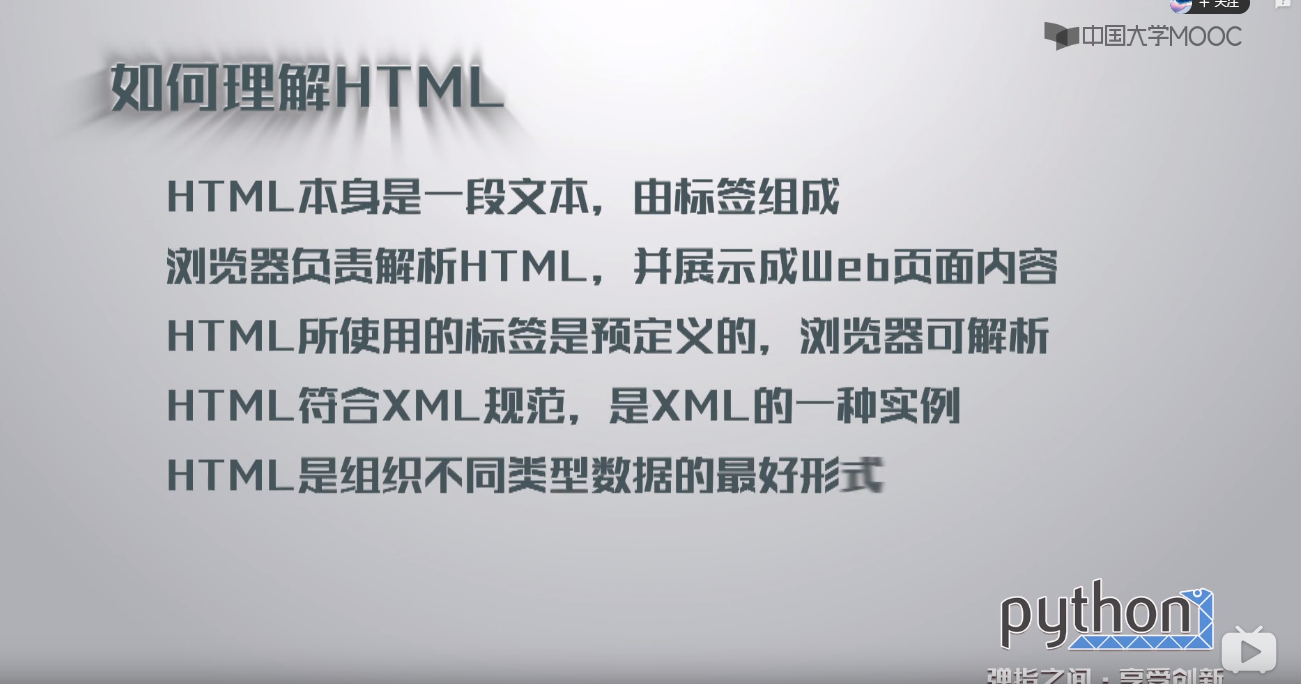 + 关注
中国大学MOOC
如何理解HTML
HTML本身是一段文本，由标签组成
浏览器负责解析HTML，并展示成Web页面内容
HTML所使用的标签是预定义的，浏览器可解析
HTML符合XML规范，是XML的一种实例
HTML是组织不同类型数据的最好形式
python
弹指之间·享受创新